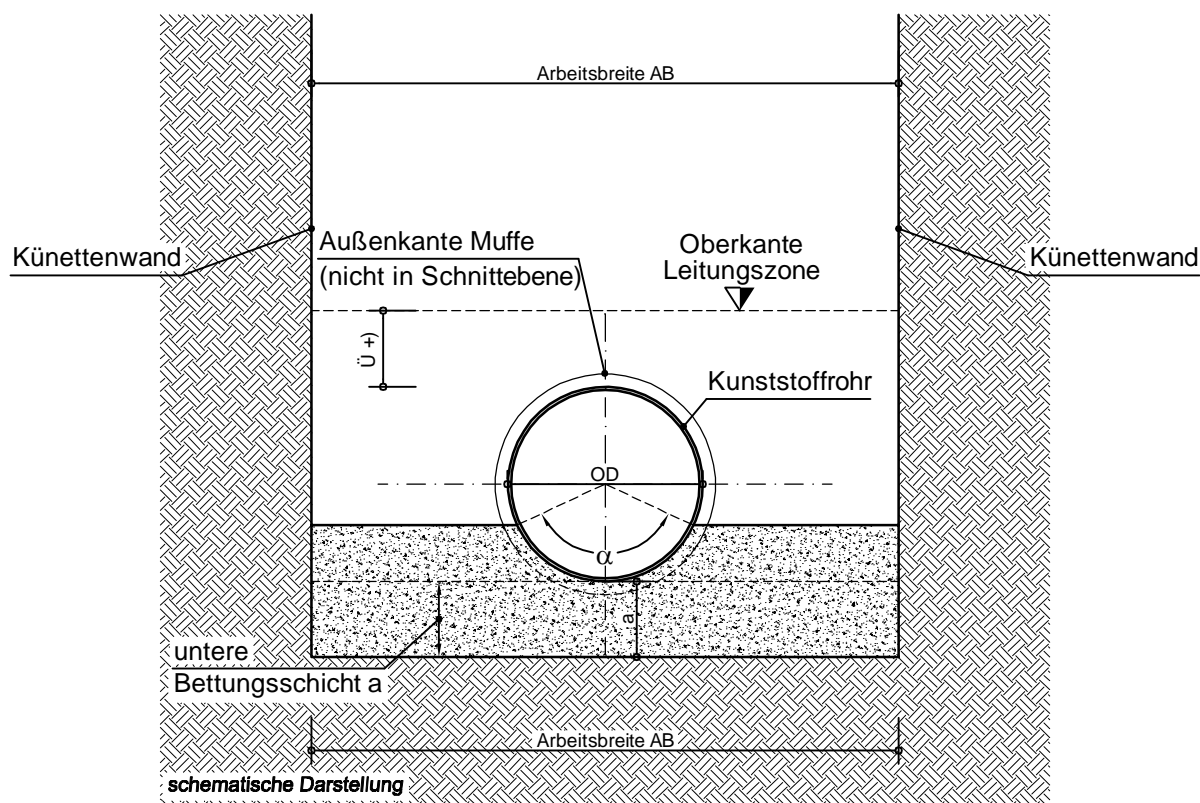 Arbeitsbreite AB
Außenkante Muffe
(nicht in Schnittebene)
Oberkante
Leitungszone
Künettenwand
Künettenwand
Ü +)
Kunststoffrohr
OD
α
a
untere
Bettungsschicht a
Arbeitsbreite AB
schematische Darstellung